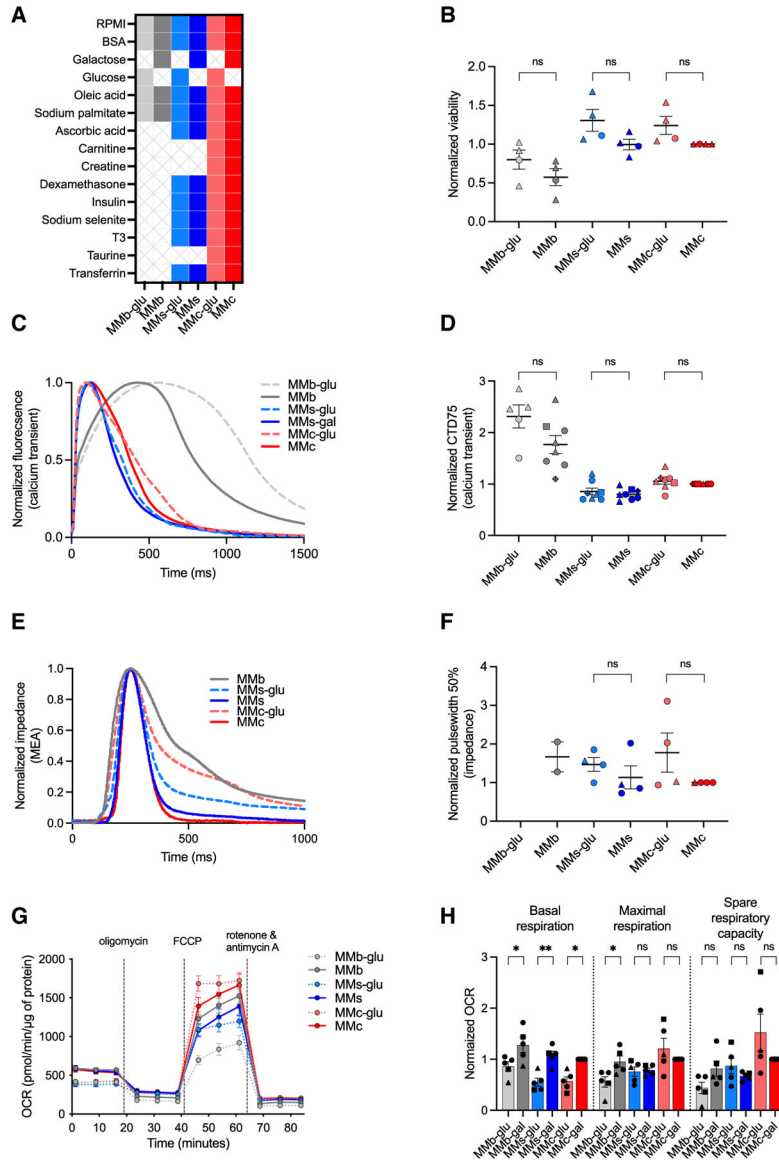 A
RPMI
BSA
Galactose
Glucose
Oleic acid
Sodium palmitate
Ascorbic acid
Carnitine
Creatine
Dexamethasone
Insulin
Sodium selenite
T3
Taurine
Transferrin
MMb-glu
MMb
MMs-glu
MMs
MMc-glu
MMc
B
Normalized viability
2.0
1.5
1.0
0.5
0.0
ns
ns
ns
MMb-glu
MMb
MMs-glu
MMs
MMc-glu
MMc
C
Normalized fluorecsence
(calcium transient)
1.0
0.5
0.0
0
500
1000
1500
Time (ms)
MMb-glu
MMb
MMs-glu
MMs-gal
MMc-glu
MMc
D
Normalized CTD75
(calcium transient)
3
2
1
0
ns
ns
ns
MMb-glu
MMb
MMs-glu
MMs
MMc-glu
MMc
E
Normalized impedance
(MEA)
1.0
0.8
0.6
0.4
0.2
0.0
0
500
1000
Time (ms)
MMb
MMs-glu
MMs
MMc-glu
MMc
F
Normalized pulsewidth 50%
(impedance)
4
3
2
1
0
ns
ns
MMb-glu
MMb
MMs-glu
MMs
MMc-glu
MMc
G
oligomycin
FCCP
rotenone &
antimycin A
OCR (pmol/min/µg of protein)
2000
1500
1000
500
0
0
10
20
30
40
50
60
70
80
Time (minutes)
MMb-glu
MMb
MMs-glu
MMs
MMc-glu
MMc
H
Basal
respiration
Maximal
respiration
Spare
respiratory
capacity
* ** * * ns ns ns ns ns
Normalized OCR
3
2
1
0
MMb-glu
MMb-gal
MMs-glu
MMs-gal
MMc-glu
MMc-gal
MMb-glu
MMb-gal
MMs-glu
MMs-gal
MMc-glu
MMc-gal
MMb-glu
MMb-gal
MMs-glu
MMs-gal
MMc-glu
MMc-gal